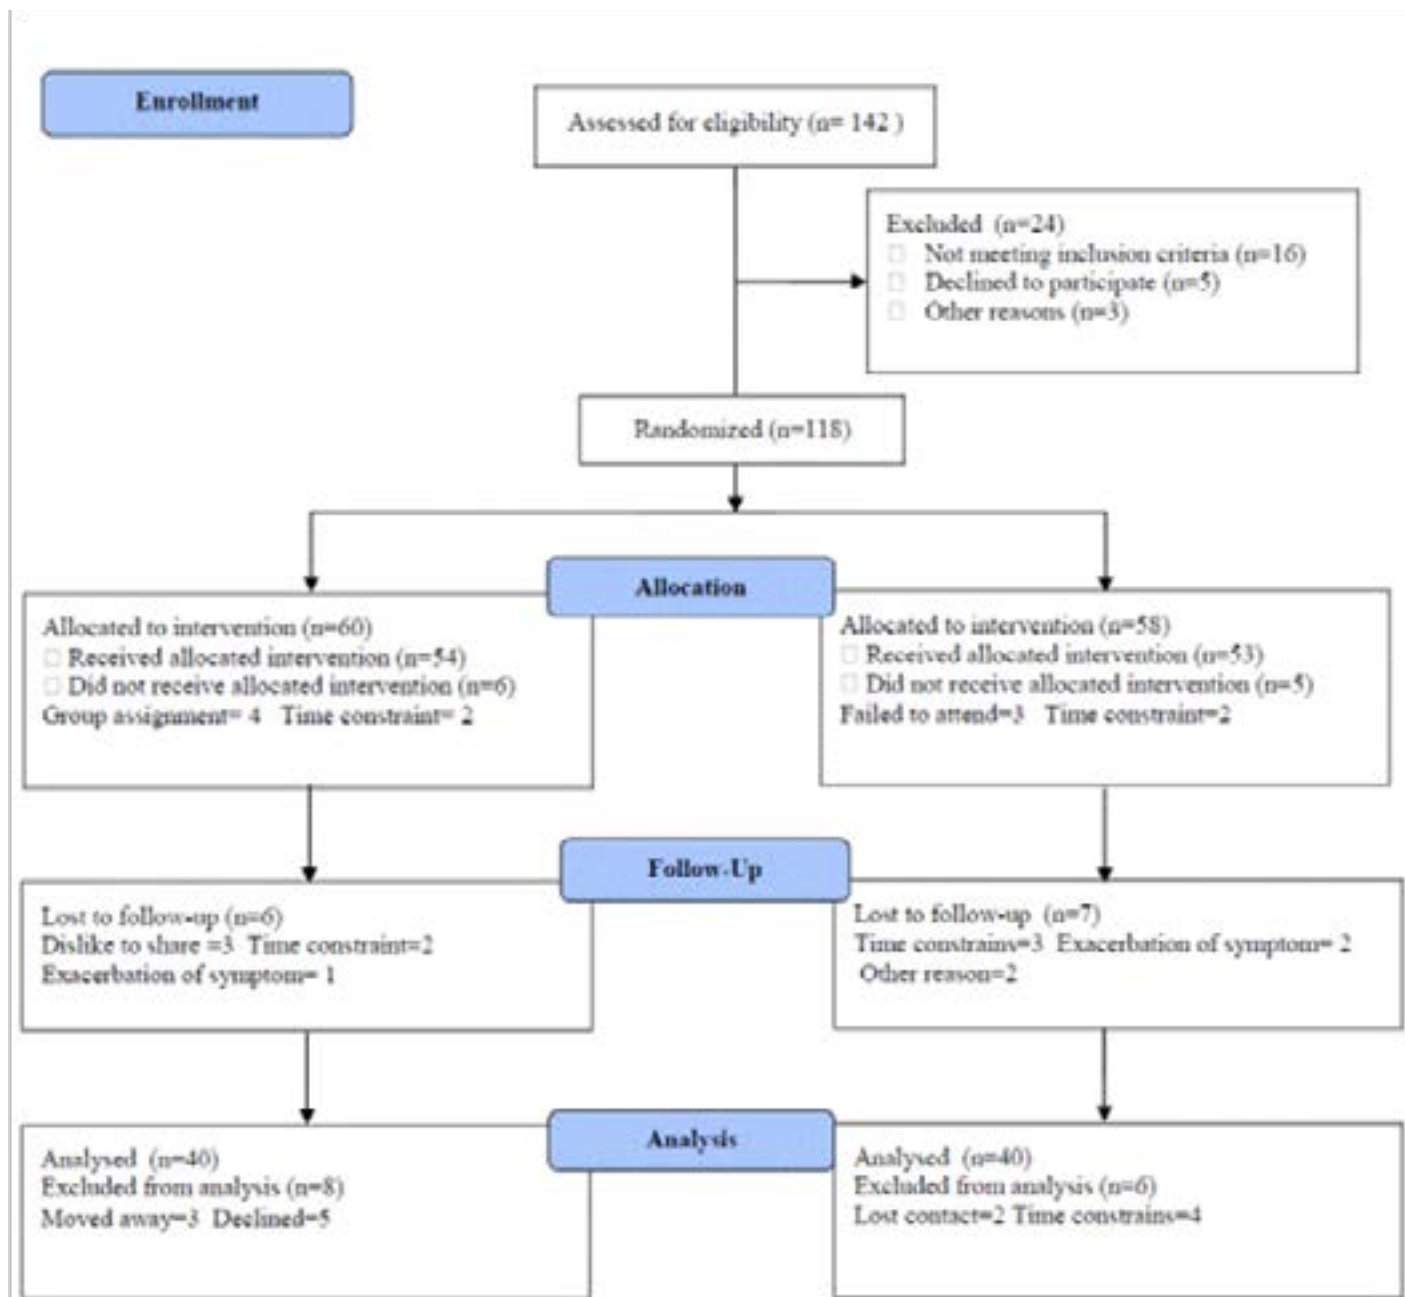 Enrollment
Assessed for eligibility (n= 142 )
Excluded (n=24)
Not meeting inclusion criteria (n=16)
Declined to participate (n=5)
Other reasons (n=3)
Randomized (n=118)
Allocation
Allocated to intervention (n=60)
Received allocated intervention (n=54)
Did not receive allocated intervention (n=6)
Group assignment= 4 Time constraint= 2
Allocated to intervention (n=58)
Received allocated intervention (n=53)
Did not receive allocated intervention (n=5)
Failed to attend=3 Time constraint=2
Follow-Up
Lost to follow-up (n=6)
Dislike to share =3 Time constraint=2
Exacerbation of symptom= 1
Lost to follow-up (n=7)
Time constrains=3 Exacerbation of symptom= 2
Other reason=2
Analysis
Analysed (n=40)
Excluded from analysis (n=8)
Moved away=3 Declined=5
Analysed (n=40)
Excluded from analysis (n=6)
Lost contact=2 Time constrains=4